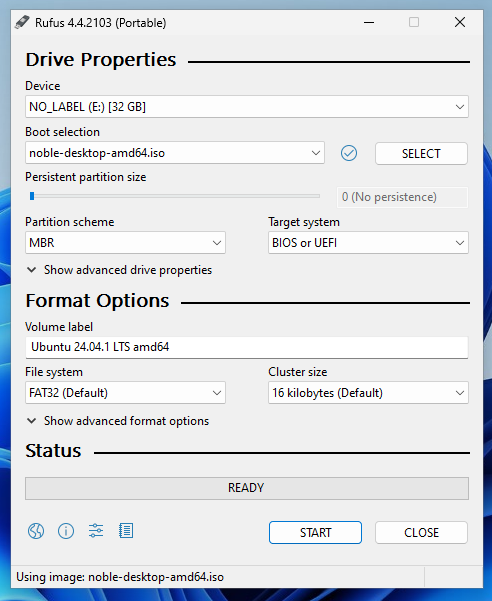 Rufus 4.4.2103 (Portable)
Drive Properties
Device
NO_LABEL (E:) [32 GB]
Boot selection
noble-desktop-amd64.iso
SELECT
Persistent partition size
0 (No persistence)
Partition scheme
Target system
MBR
BIOS or UEFI
Show advanced drive properties
Format Options
Volume label
Ubuntu 24.04.1 LTS amd64
File system
Cluster size
FAT32 (Default)
16 kilobytes (Default)
Show advanced format options
Status
READY
START
CLOSE
Using image: noble-desktop-amd64.iso